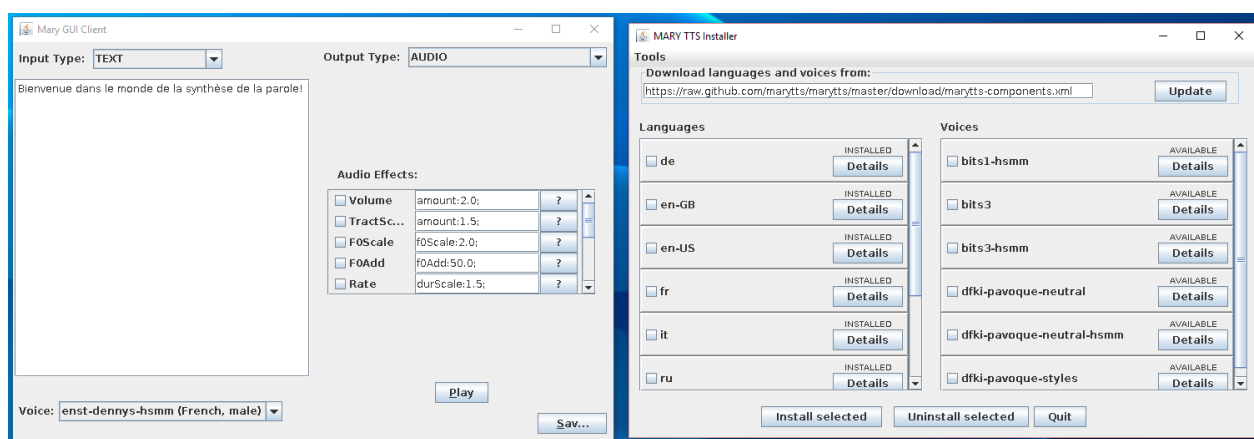 Mary GUI Client
Input Type: TEXT
Output Type: AUDIO
Bienvenue dans le monde de la synthèse de la parole!
Audio Effects:
Volume amount:2.0; ?
TractSc... amount:1.5; ?
F0Scale f0Scale:2.0; ?
F0Add f0Add:50.0; ?
Rate durScale:1.5; ?
Play
Voice: enst-dennys-hsmm (French, male)
Sav...
MARY TTS Installer
Tools
Download languages and voices from:
https://raw.github.com/marytts/marytts/master/download/marytts-components.xml Update
Languages
INSTALLED
de Details
INSTALLED
en-GB Details
INSTALLED
en-US Details
INSTALLED
fr Details
INSTALLED
it Details
INSTALLED
ru Details
Voices
AVAILABLE
bits1-hsmm Details
AVAILABLE
bits3 Details
AVAILABLE
bits3-hsmm Details
AVAILABLE
dfki-pavoque-neutral Details
AVAILABLE
dfki-pavoque-neutral-hsmm Details
AVAILABLE
dfki-pavoque-styles Details
Install selected Uninstall selected Quit